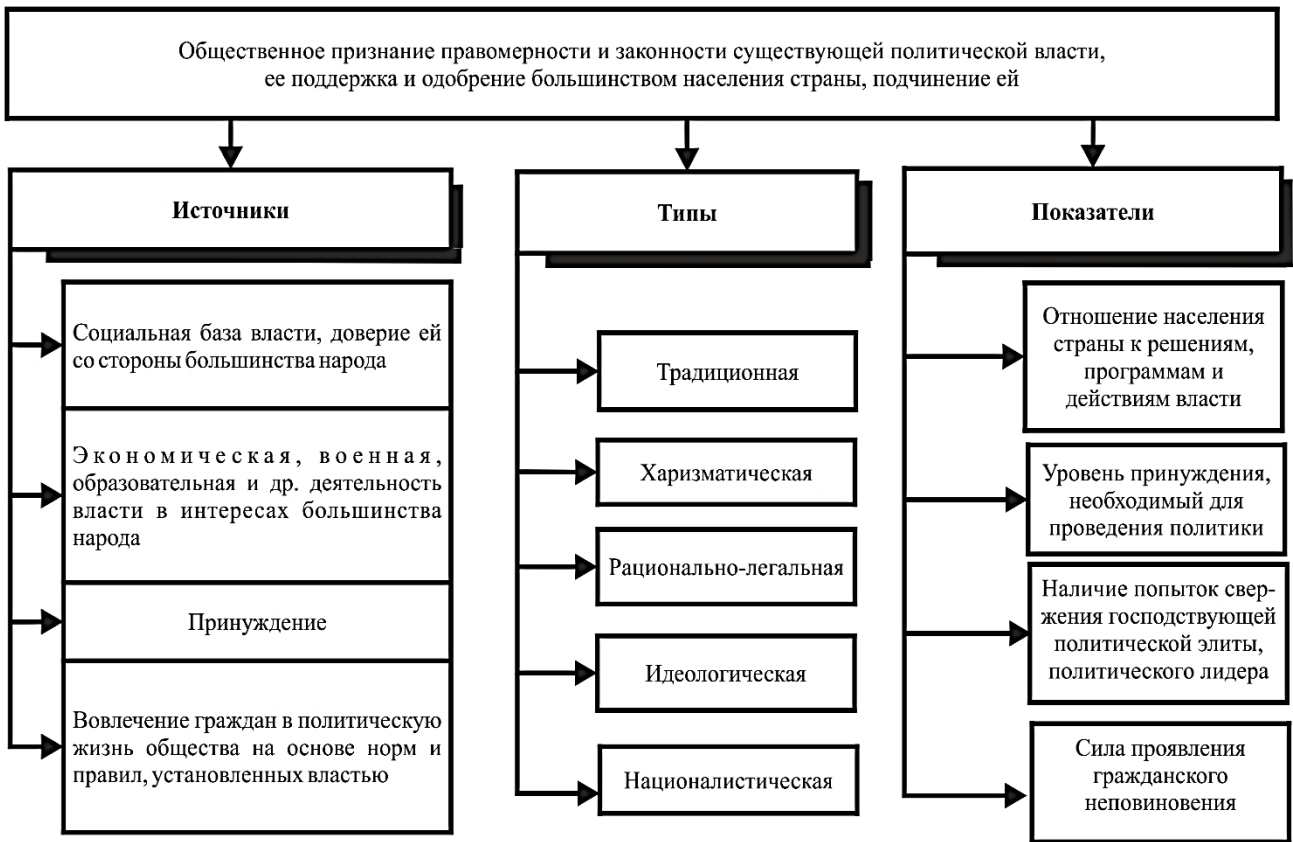 Общественное признание правомерности и законности существующей политической власти,
ее поддержка и одобрение большинством населения страны, подчинение ей
Источники
Социальная база власти, доверие ей
со стороны большинства народа
Экономическая, военная,
образовательная и др. деятельность
власти в интересах большинства
народа
Принуждение
Вовлечение граждан в политическую
жизнь общества на основе норм и
правил, установленных властью
Типы
Традиционная
Харизматическая
Рационально-легальная
Идеологическая
Националистическая
Показатели
Отношение населения
страны к решениям,
программам и
действиям власти
Уровень принуждения,
необходимый для
проведения политики
Наличие попыток свер-
жения господствующей
политической элиты,
политического лидера
Сила проявления
гражданского
неповиновения